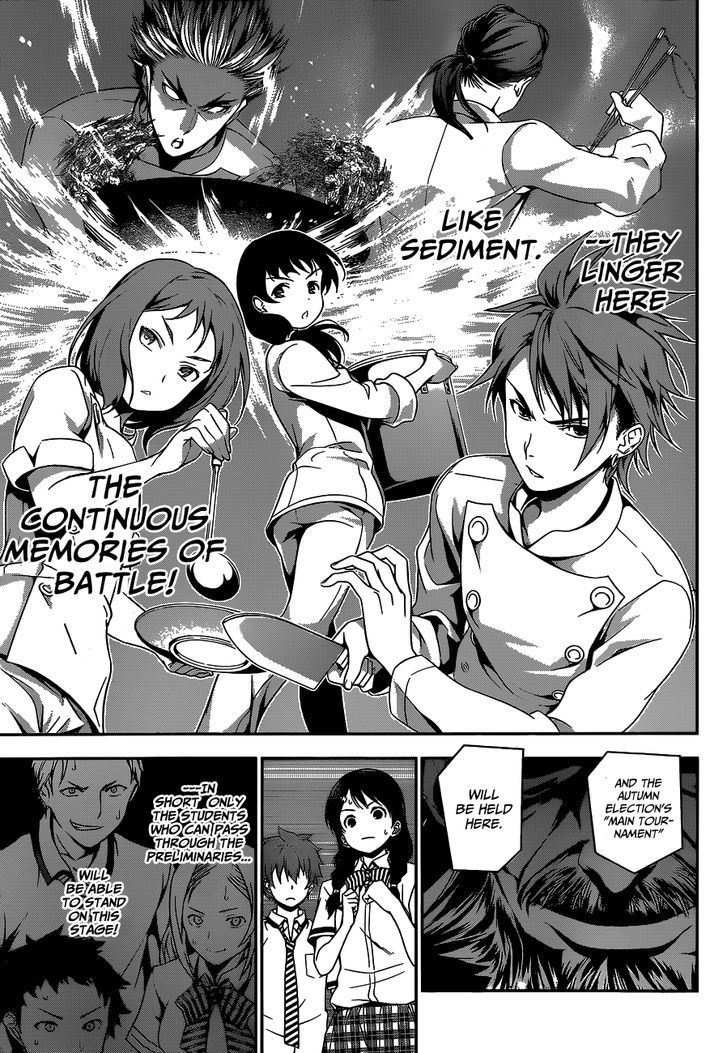 --THEY
LINGER
HERE
LIKE
SEDIMENT.
THE
CONTINUOUS
MEMORIES OF
BATTLE!
AND THE
AUTUMN
ELECTION'S
"MAIN TOUR-
NAMENT"
WILL
BE HELD
HERE.
---IN
SHORT ONLY
THE STUDENTS
WHO CAN PASS
THROUGH THE
PRELIMINARIES...
WILL
BE ABLE
TO STAND
ON THIS
STAGE!